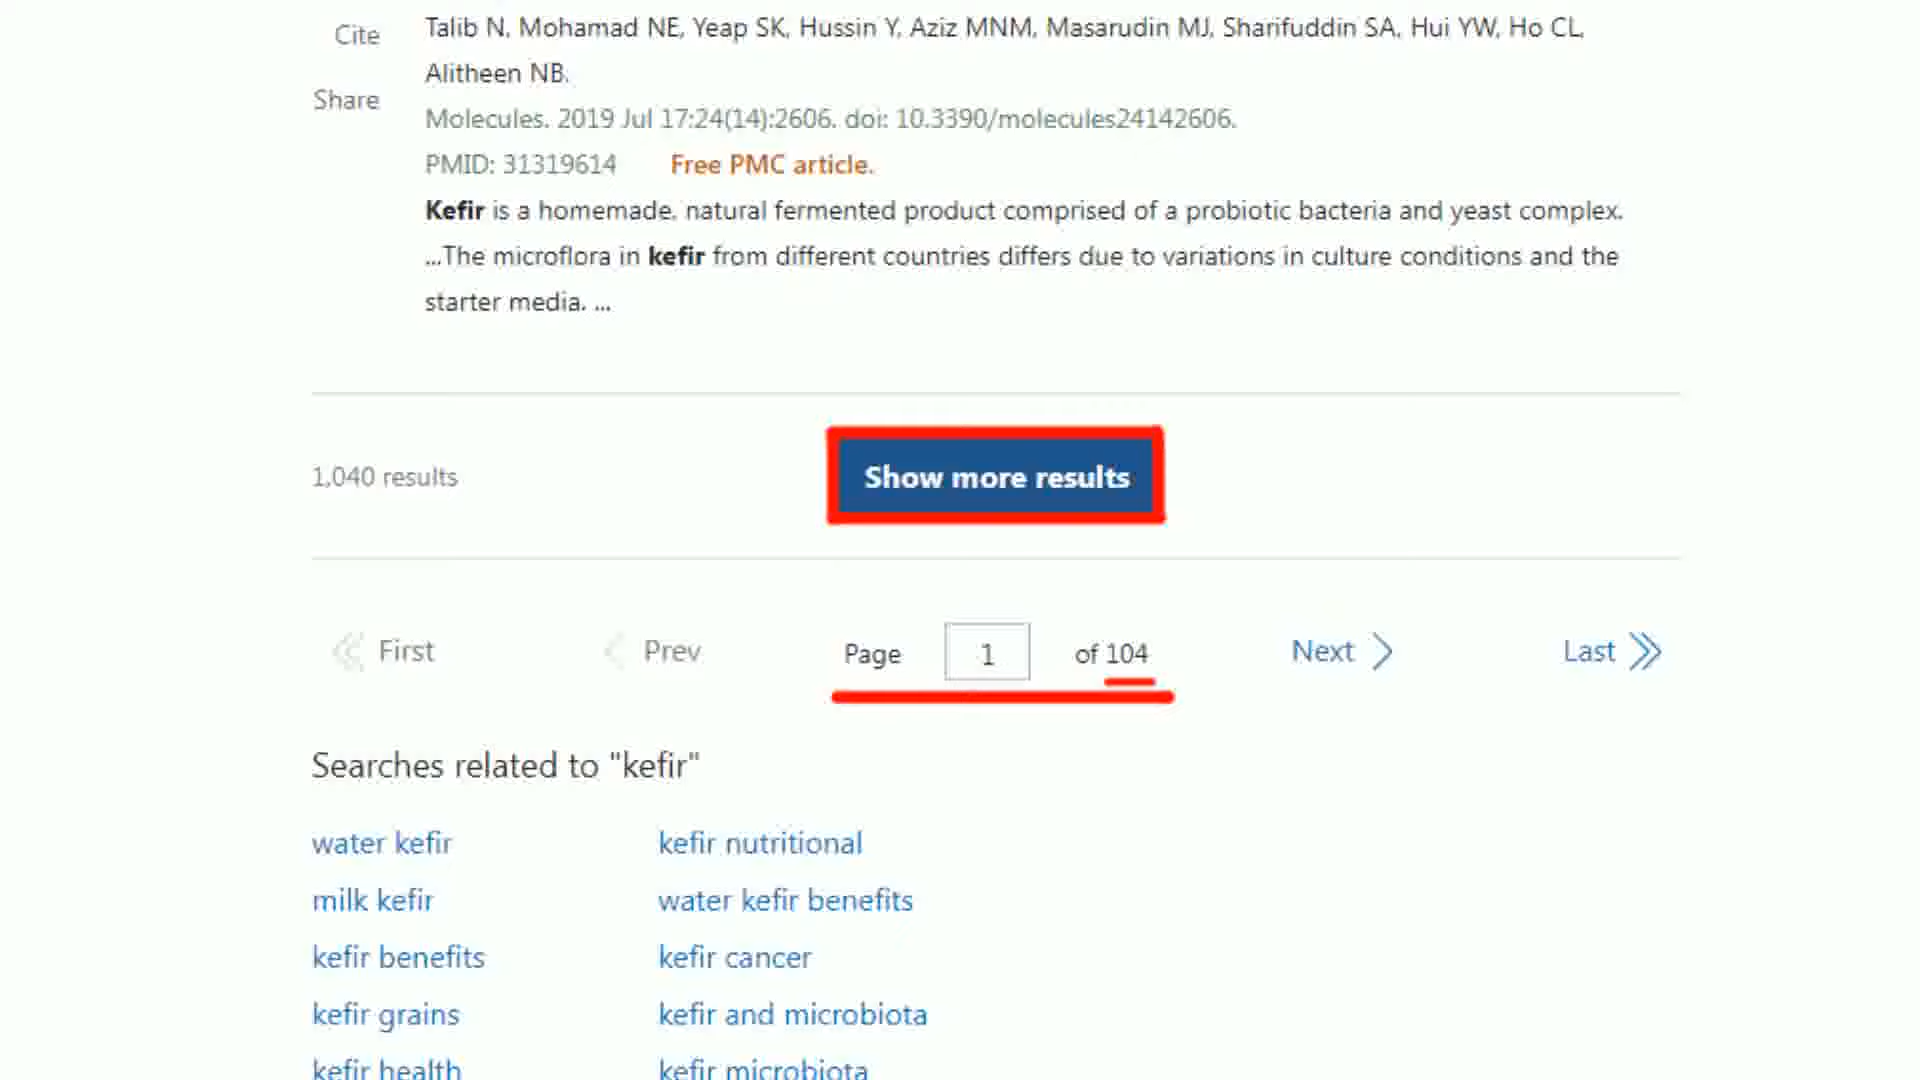 Cite
Talib N, Mohamad NE, Yeap SK, Hussin Y, Aziz MNM, Masarudin MJ, Sharifuddin SA, Hui YW, Ho CL,
Alitheen NB.
Share
Molecules. 2019 Jul 17;24(14):2606. doi: 10.3390/molecules24142606.
PMID: 31319614 Free PMC article.
Kefir is a homemade, natural fermented product comprised of a probiotic bacteria and yeast complex.
...The microflora in kefir from different countries differs due to variations in culture conditions and the
starter media. ...
1,040 results
Show more results
First Prev Page 1 of 104 Next Last
Searches related to "kefir"
water kefir kefir nutritional
milk kefir water kefir benefits
kefir benefits kefir cancer
kefir grains kefir and microbiota
kefir health kefir microbiota